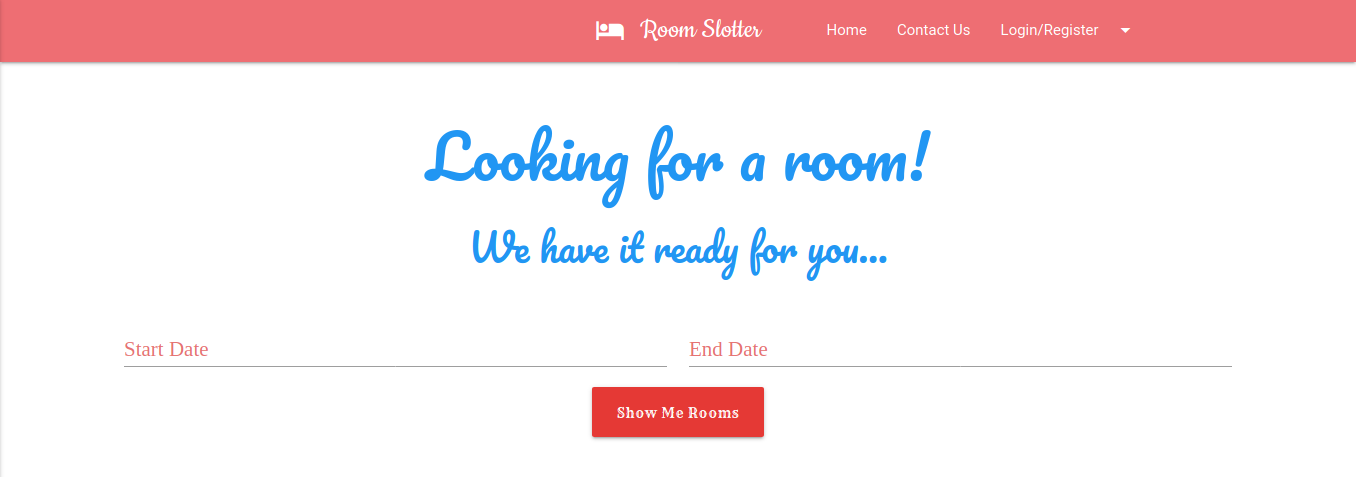 Room Slotter Home Contact Us Login/Register
Looking for a room!
We have it ready for you...
Start Date End Date
Show Me Rooms